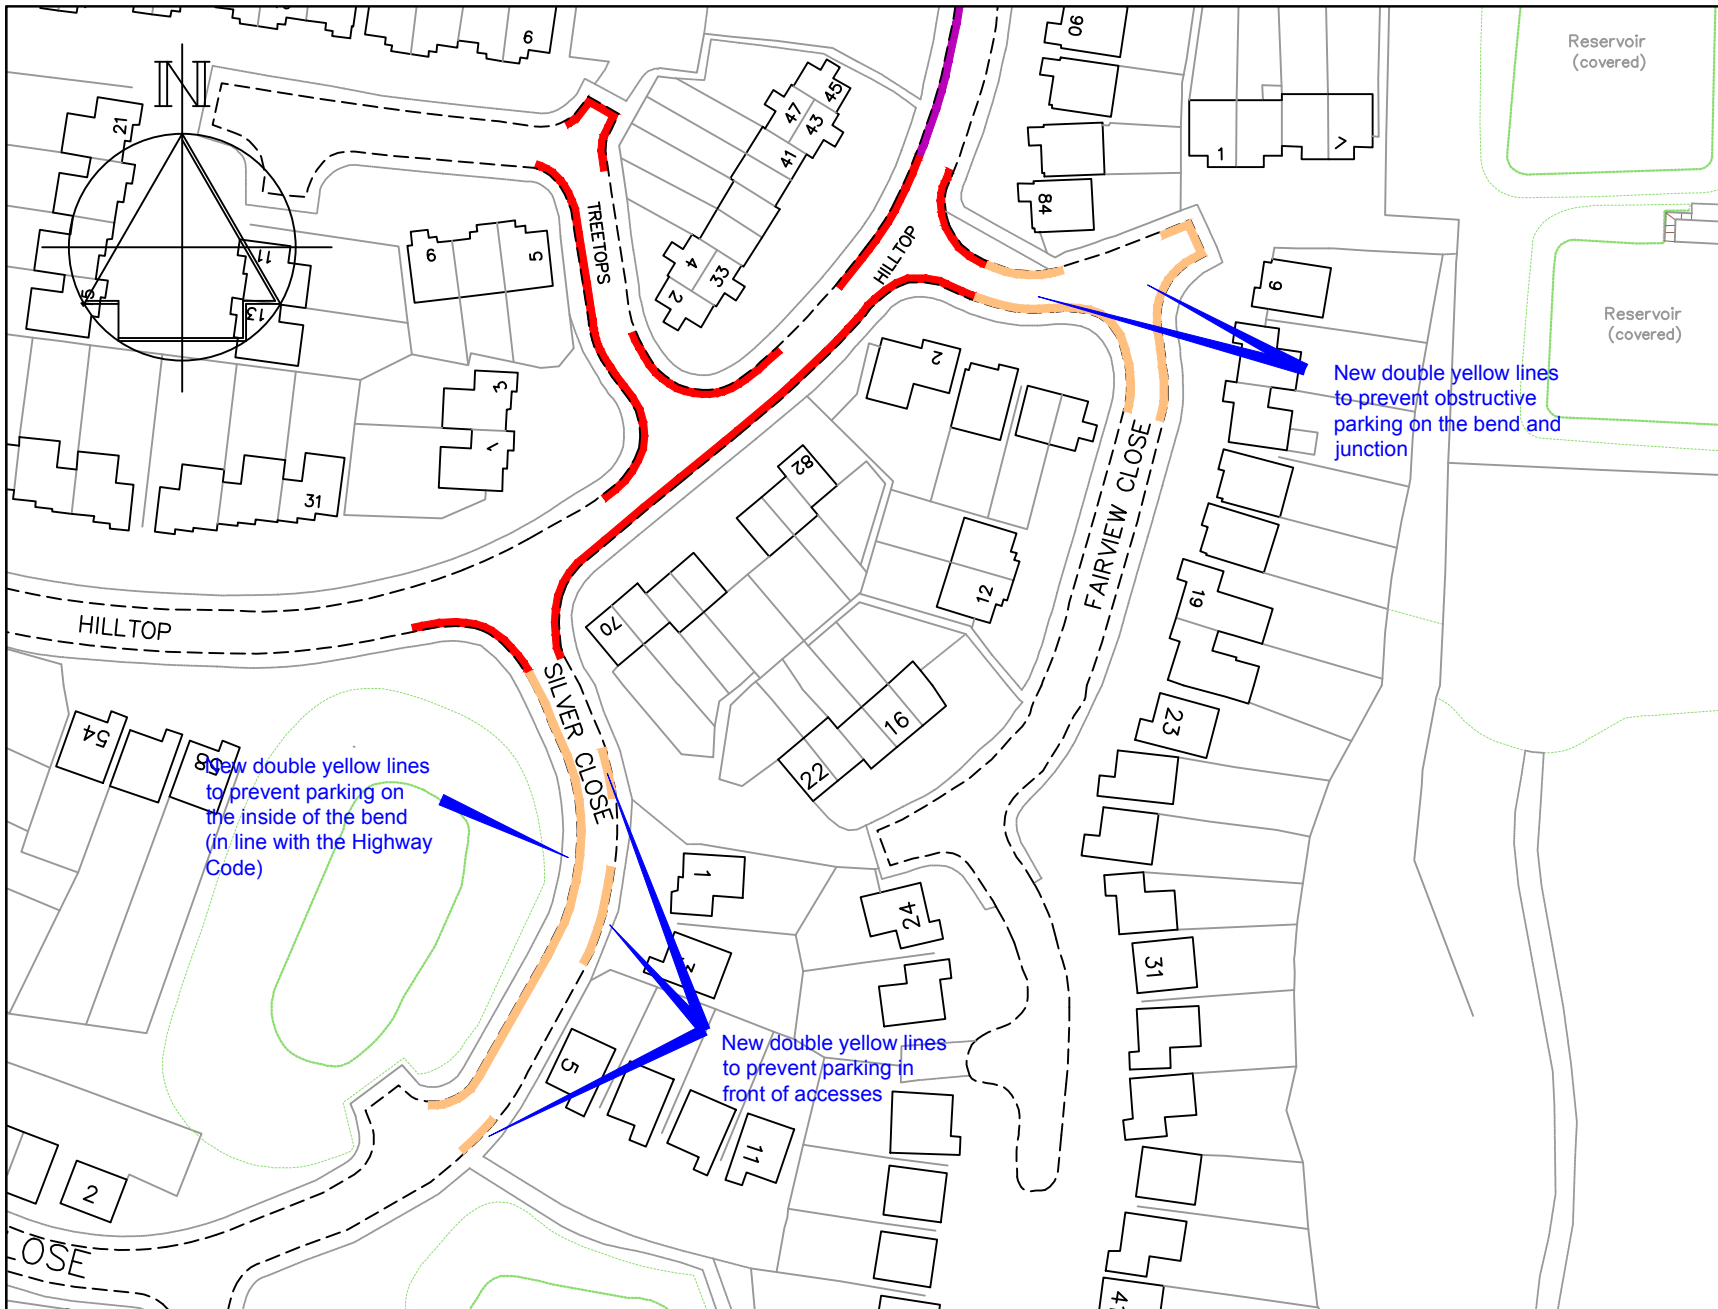 6
90
Reservoir
(covered)
N
21
45
47
43
41
1
7
84
TREETOPS
HILLTOP
4
33
2
6
5
11
15
13
9
Reservoir
(covered)
New double yellow lines
to prevent obstructive
parking on the bend and
junction
2
3
1
31
82
FAIRVIEW CLOSE
12
19
70
HILLTOP
SILVER CLOSE
16
22
23
54
58
New double yellow lines
to prevent parking on
the inside of the bend
(in line with the Highway
Code)
1
24
3
31
New double yellow lines
to prevent parking in
front of accesses
5
11
2
LOSE